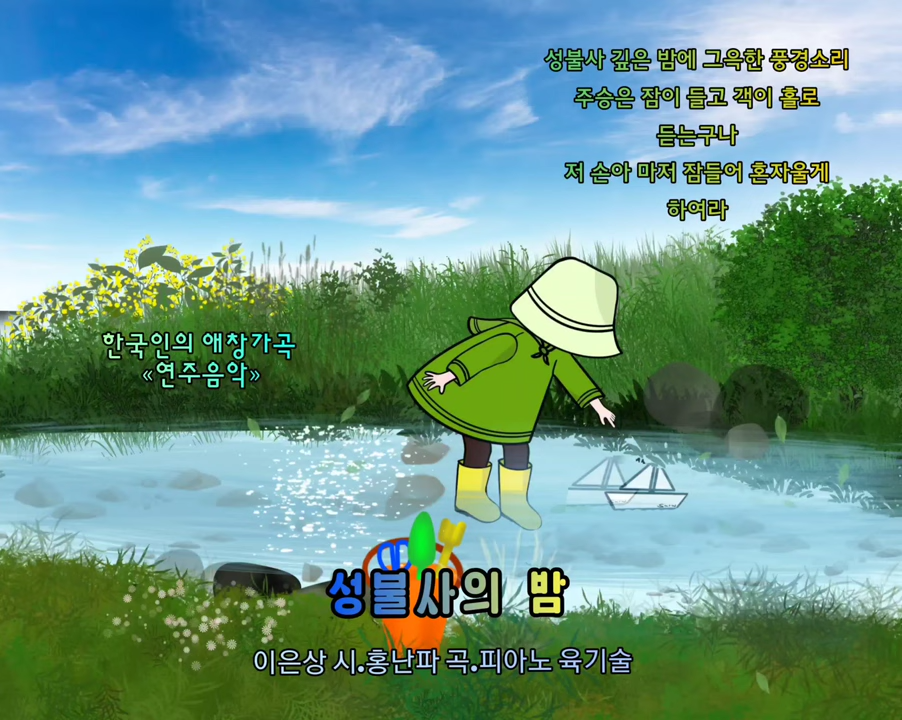 성불사 깊은 밤에 그윽한 풍경소리
주승은 잠이 들고 객이 홀로
듣는구나
저 손아 마저 잠들어 혼자울게
하여라
한국인의 애창가곡
«연주음악»
성불사의 밤
이은상 시.홍난파 곡.피아노 육기술